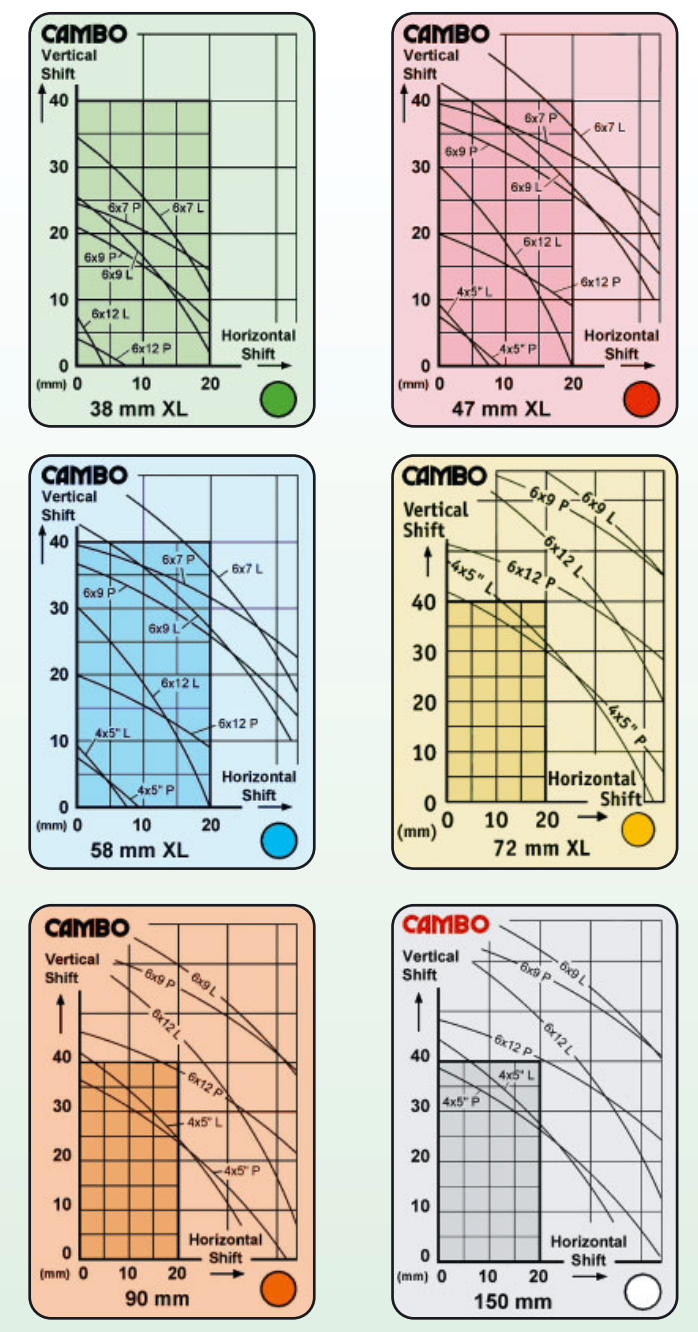 CAMBO
Vertical
Shift
40
30
20
10
0
6x7 P
6x7 L
6x9 P
6x9 L
6x12 L
6x12 P
Horizontal
Shift
(mm) 0 10 20
38 mm XL
CAMBO
Vertical
Shift
40
30
20
10
0
6x7 P
6x7 L
6x9 P
6x9 L
6x12 L
6x12 P
4x5" L
4x5" P
Horizontal
Shift
(mm) 0 10 20
47 mm XL
CAMBO
Vertical
Shift
40
30
20
10
0
6x7 P
6x7 L
6x9 P
6x9 L
6x12 L
6x12 P
4x5" L
4x5" P
Horizontal
Shift
(mm) 0 10 20
58 mm XL
CAMBO
Vertical
Shift
40
30
20
10
0
6x9 P
6x9 L
6x12 L
6x12 P
4x5" L
4x5" P
Horizontal
Shift
(mm) 0 10 20
72 mm XL
CAMBO
Vertical
Shift
40
30
20
10
0
6x9 P
6x9 L
6x12 L
6x12 P
4x5" L
4x5" P
Horizontal
Shift
(mm) 0 10 20
90 mm
CAMBO
Vertical
Shift
40
30
20
10
0
6x9 L
6x9 P
6x12 L
6x12 P
4x5" L
4x5" P
Horizontal
Shift
(mm) 0 10 20
150 mm